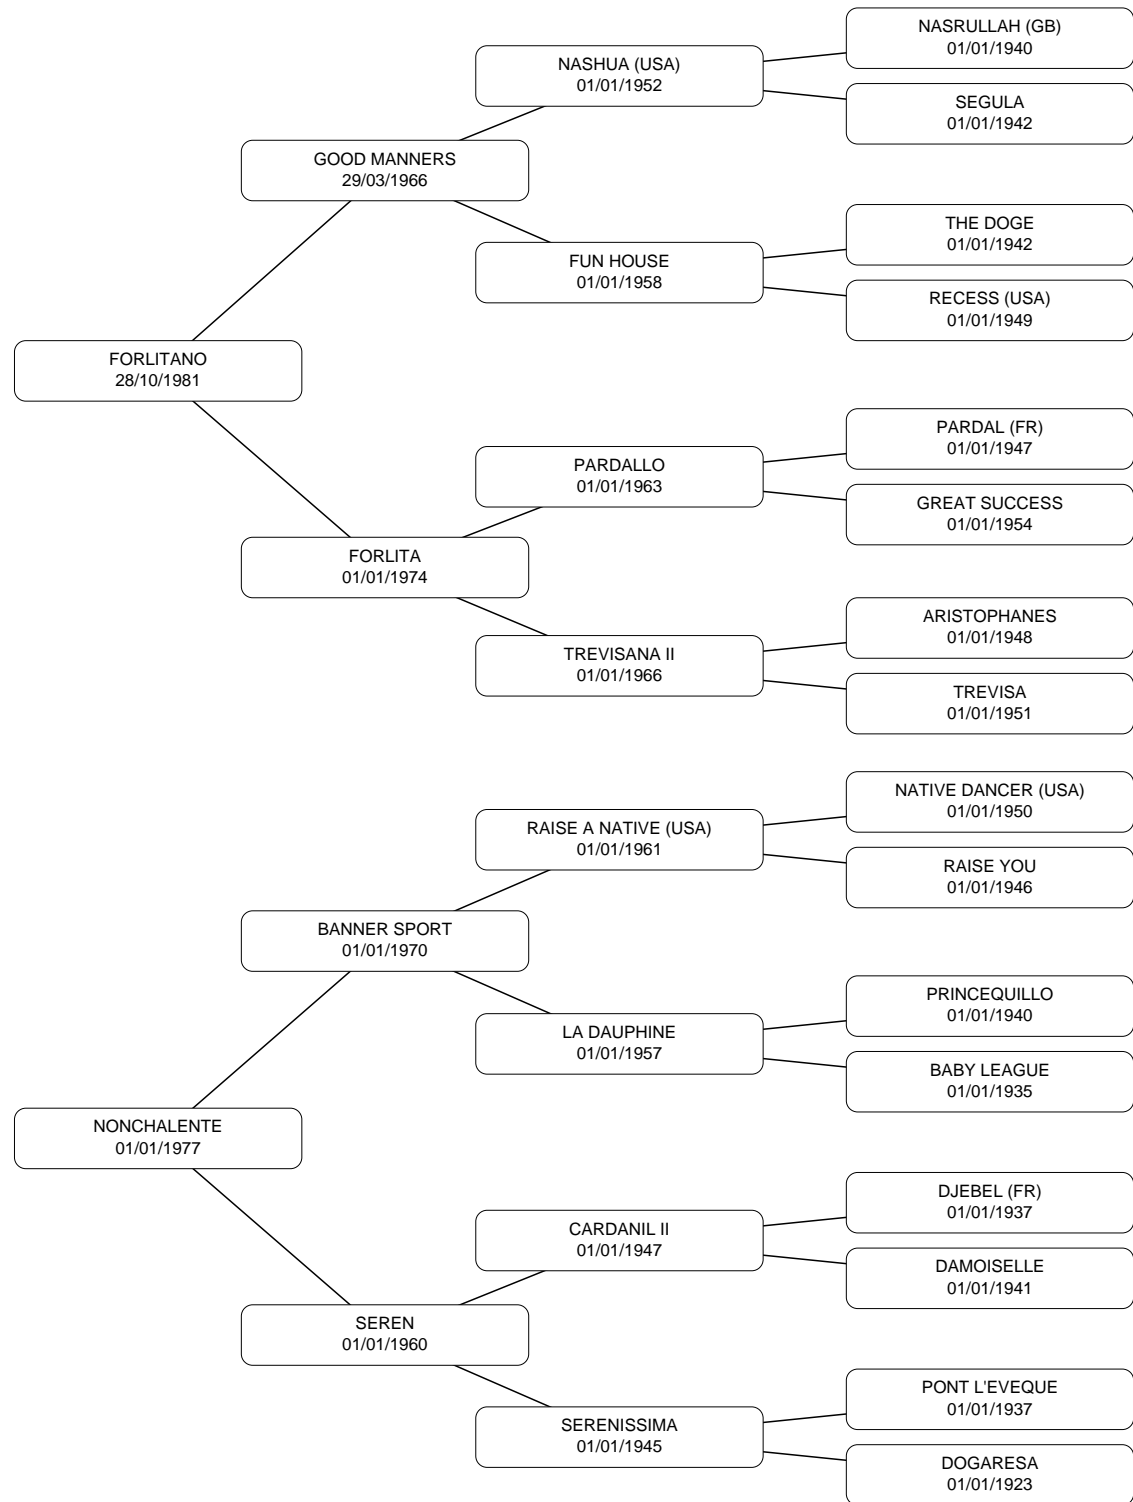 NASRULLAH (GB)
01/01/1940
NASHUA (USA)
01/01/1952
SEGULA
01/01/1942
GOOD MANNERS
29/03/1966
THE DOGE
01/01/1942
FUN HOUSE
01/01/1958
RECESS (USA)
01/01/1949
FORLITANO
28/10/1981
PARDAL (FR)
01/01/1947
PARDALLO
01/01/1963
GREAT SUCCESS
01/01/1954
FORLITA
01/01/1974
ARISTOPHANES
01/01/1948
TREVISANA II
01/01/1966
TREVISA
01/01/1951
NATIVE DANCER (USA)
01/01/1950
RAISE A NATIVE (USA)
01/01/1961
RAISE YOU
01/01/1946
BANNER SPORT
01/01/1970
PRINCEQUILLO
01/01/1940
LA DAUPHINE
01/01/1957
BABY LEAGUE
01/01/1935
NONCHALENTE
01/01/1977
DJEBEL (FR)
01/01/1937
CARDANIL II
01/01/1947
DAMOISELLE
01/01/1941
SEREN
01/01/1960
PONT L'EVEQUE
01/01/1937
SERENISSIMA
01/01/1945
DOGARESA
01/01/1923